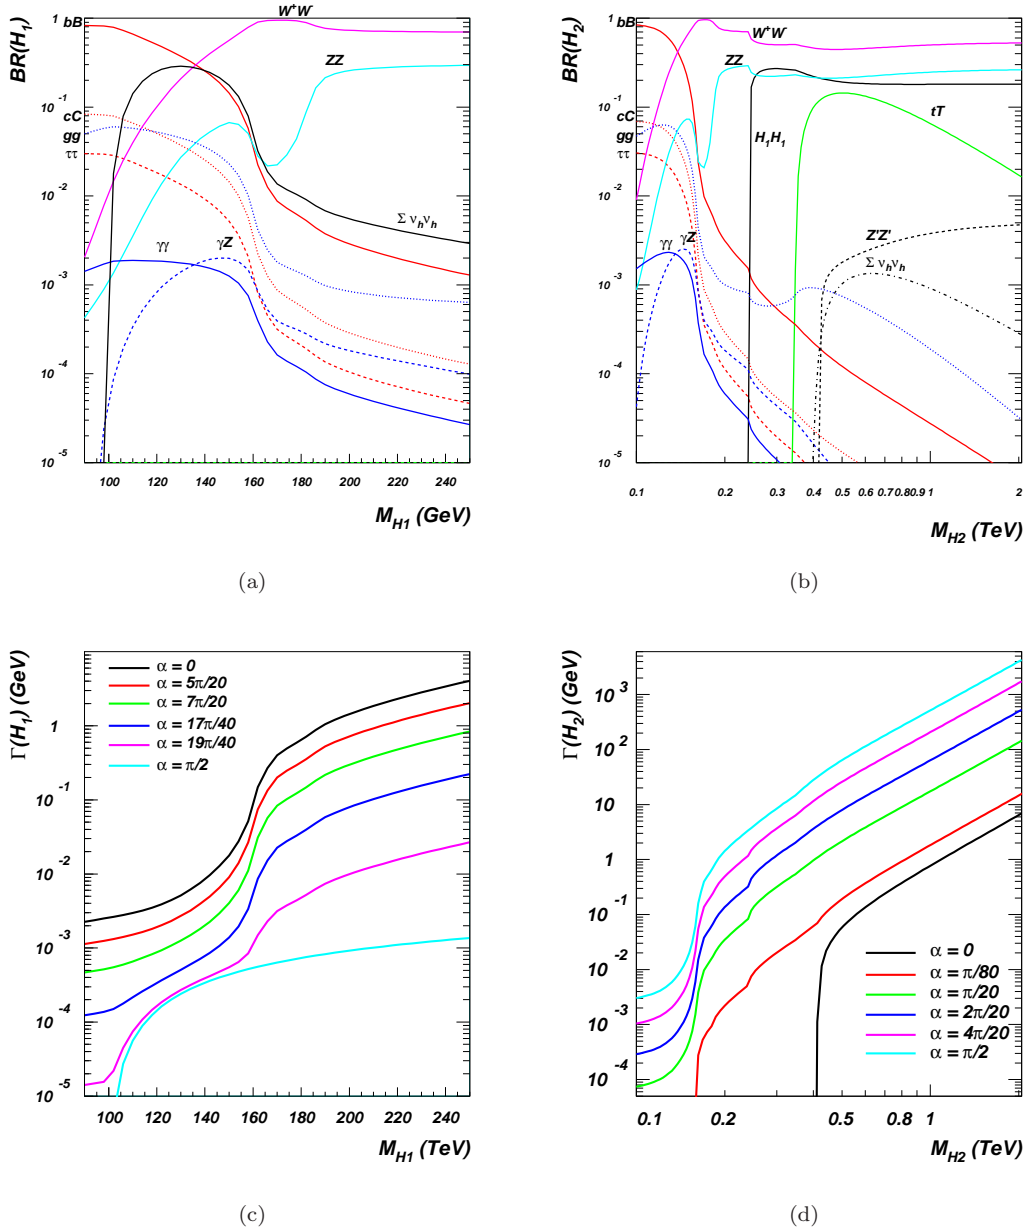 BR(H₁)
1
10⁻¹
10⁻²
10⁻³
10⁻⁴
10⁻⁵
bB
cC
gg
ττ
W⁺W⁻
ZZ
Σ νₕνₕ
γγ
γZ
100 120 140 160 180 200 220 240
M_H1 (GeV)
(a)
BR(H₂)
1
10⁻¹
10⁻²
10⁻³
10⁻⁴
10⁻⁵
bB
cC
gg
ττ
W⁺W⁻
ZZ
H₁H₁
tT
Z'Z'
Σ νₕνₕ
γγ
γZ
0.1 0.2 0.3 0.4 0.5 0.6 0.7 0.8 0.9 1 2
M_H2 (TeV)
(b)
Γ(H₁) (GeV)
1
10⁻¹
10⁻²
10⁻³
10⁻⁴
10⁻⁵
α = 0
α = 5π/20
α = 7π/20
α = 17π/40
α = 19π/40
α = π/2
100 120 140 160 180 200 220 240
M_H1 (TeV)
(c)
Γ(H₂) (GeV)
10³
10²
10
1
10⁻¹
10⁻²
10⁻³
10⁻⁴
α = 0
α = π/80
α = π/20
α = 2π/20
α = 4π/20
α = π/2
0.1 0.2 0.5 0.8 1
M_H2 (TeV)
(d)